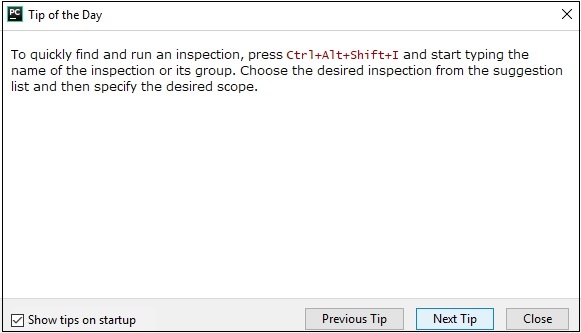 PC Tip of the Day
To quickly find and run an inspection, press Ctrl+Alt+Shift+I and start typing the
name of the inspection or its group. Choose the desired inspection from the suggestion
list and then specify the desired scope.
Show tips on startup
Previous Tip
Next Tip
Close